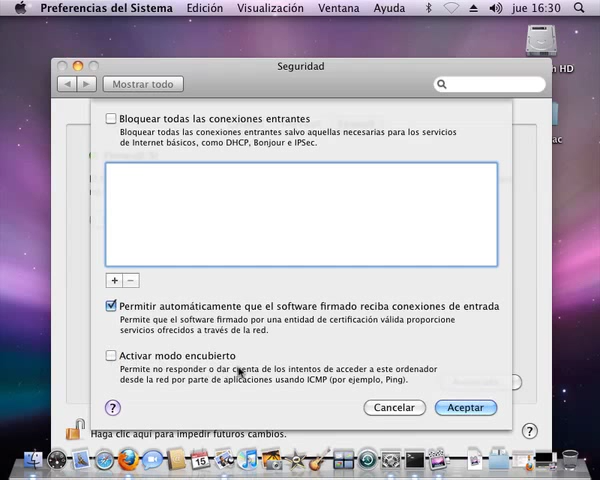 Preferencias del Sistema Edición Visualización Ventana Ayuda jue 16:30
Seguridad
Mostrar todo
HD
Bloquear todas las conexiones entrantes
Bloquear todas las conexiones entrantes salvo aquellas necesarias para los servicios
de Internet básicos, como DHCP, Bonjour e IPSec.
+ −
Permitir automáticamente que el software firmado reciba conexiones de entrada
Permite que el software firmado por una entidad de certificación válida proporcione
servicios ofrecidos a través de la red.
Activar modo encubierto
Permite no responder o dar cuenta de los intentos de acceder a este ordenador
desde la red por parte de aplicaciones usando ICMP (por ejemplo, Ping).
? Cancelar Aceptar
Haga clic aquí para impedir futuros cambios. ?
15